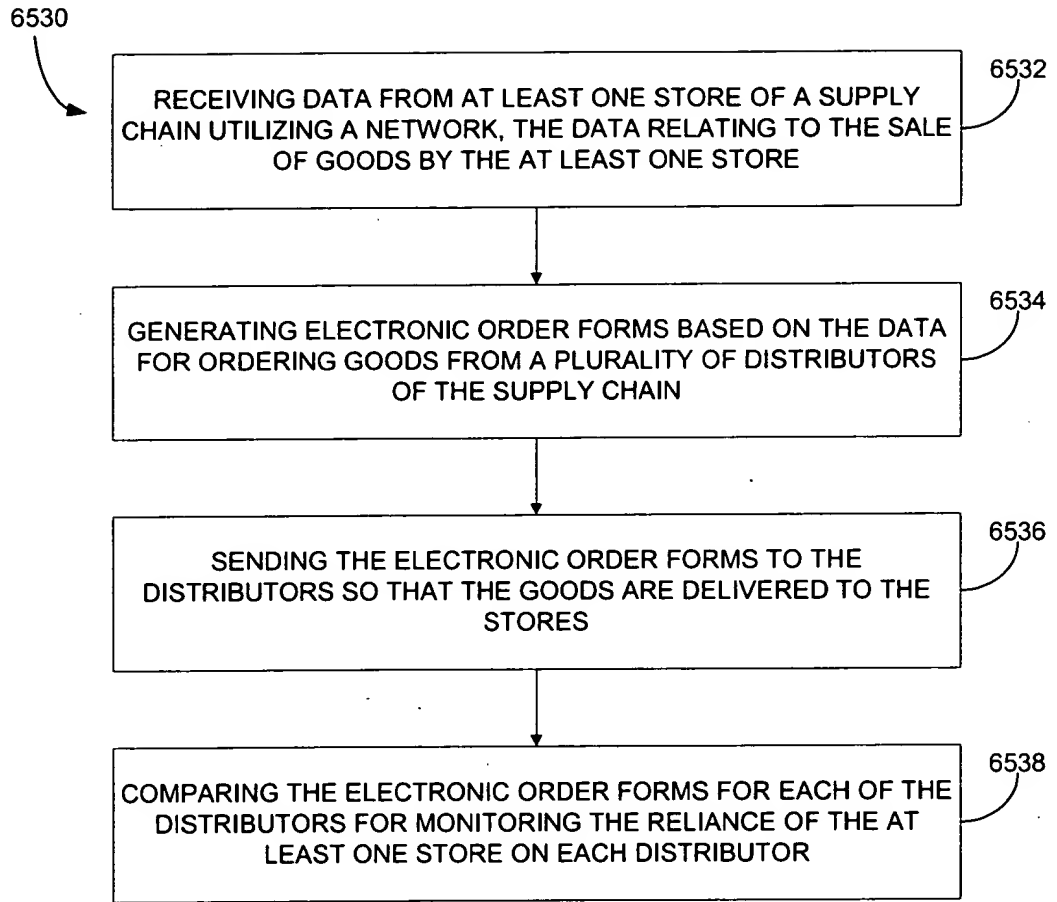 6530
6532
RECEIVING DATA FROM AT LEAST ONE STORE OF A SUPPLY
CHAIN UTILIZING A NETWORK, THE DATA RELATING TO THE SALE
OF GOODS BY THE AT LEAST ONE STORE
6534
GENERATING ELECTRONIC ORDER FORMS BASED ON THE DATA
FOR ORDERING GOODS FROM A PLURALITY OF DISTRIBUTORS
OF THE SUPPLY CHAIN
6536
SENDING THE ELECTRONIC ORDER FORMS TO THE
DISTRIBUTORS SO THAT THE GOODS ARE DELIVERED TO THE
STORES
6538
COMPARING THE ELECTRONIC ORDER FORMS FOR EACH OF THE
DISTRIBUTORS FOR MONITORING THE RELIANCE OF THE AT
LEAST ONE STORE ON EACH DISTRIBUTOR